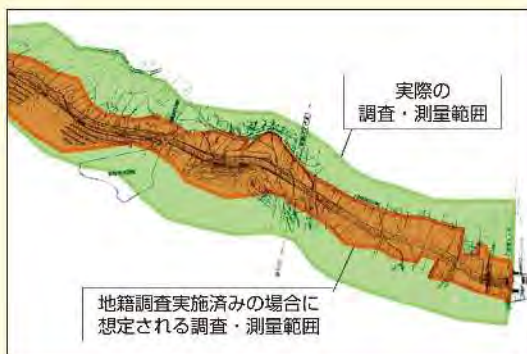 実際の
調査・測量範囲
地籍調査実施済みの場合に
想定される調査・測量範囲